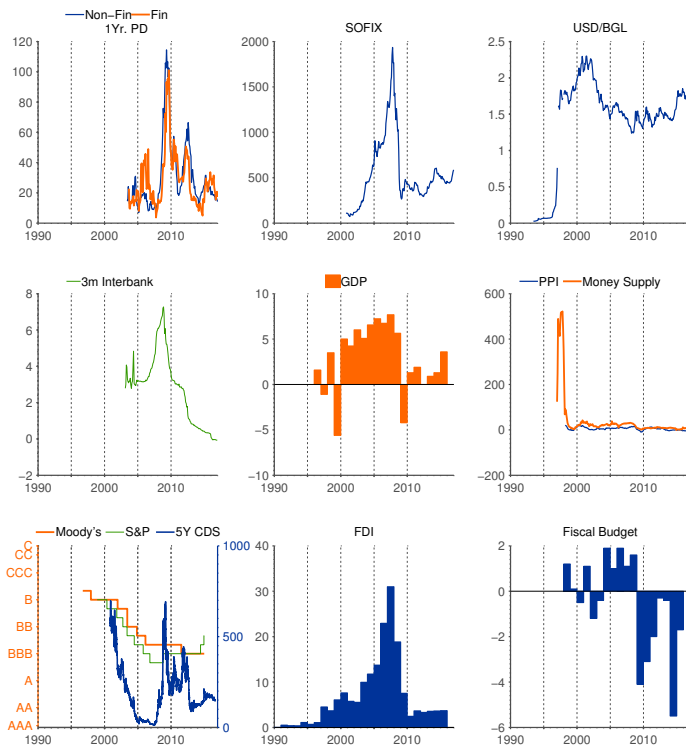 Non−Fin Fin
1Yr. PD
120
100
80
60
40
20
0
1990 2000 2010
SOFIX
2000
1500
1000
500
0
1990 2000 2010
USD/BGL
2.5
2
1.5
1
0.5
0
1990 2000 2010
3m Interbank
8
6
4
2
0
−2
1990 2000 2010
GDP
10
5
0
−5
−10
1990 2000 2010
PPI Money Supply
600
400
200
0
−200
1990 2000 2010
Moody's S&P 5Y CDS
C
CC
CCC
B
BB
BBB
A
AA
AAA
1000
500
0
1990 2000 2010
FDI
40
30
20
10
0
1990 2000 2010
Fiscal Budget
2
0
−2
−4
−6
1990 2000 2010